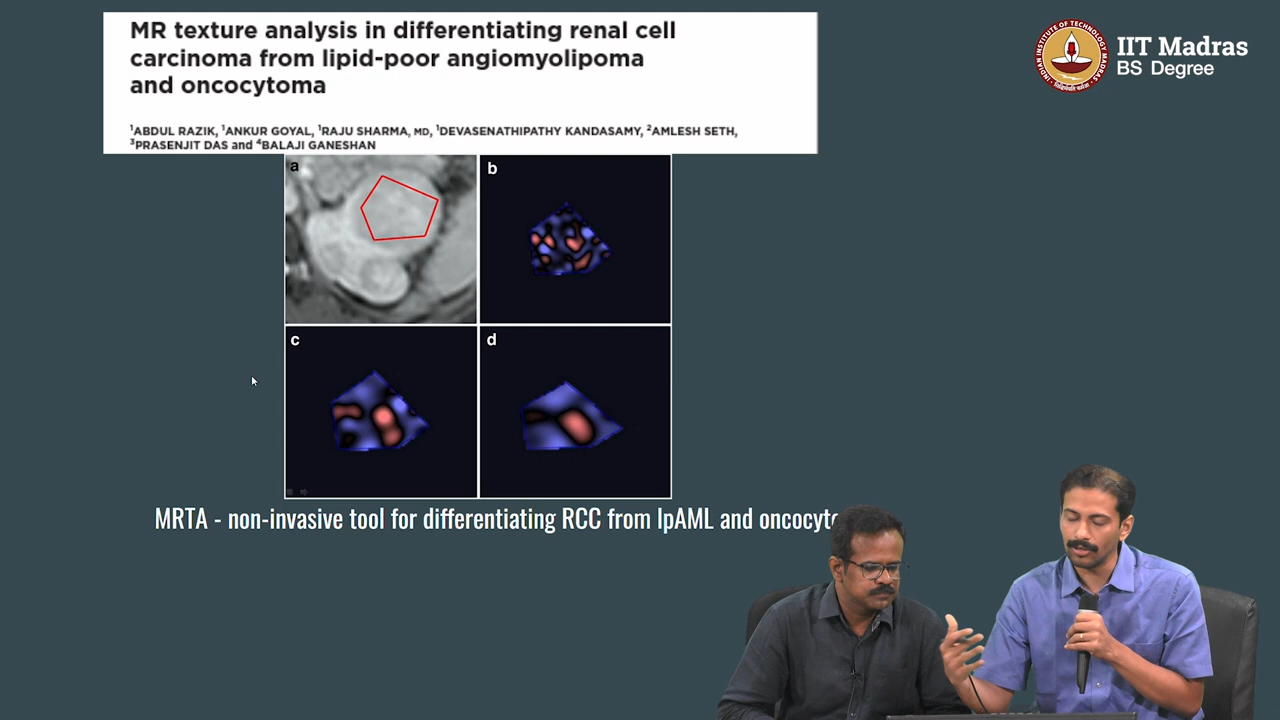 MR texture analysis in differentiating renal cell
carcinoma from lipid-poor angiomyolipoma
and oncocytoma
¹ABDUL RAZIK, ¹ANKUR GOYAL, ¹RAJU SHARMA, MD, ¹DEVASENATHIPATHY KANDASAMY, ²AMLESH SETH,
³PRASENJIT DAS and ⁴BALAJI GANESHAN
IIT Madras
BS Degree
a
b
c
d
MRTA - non-invasive tool for differentiating RCC from lpAML and